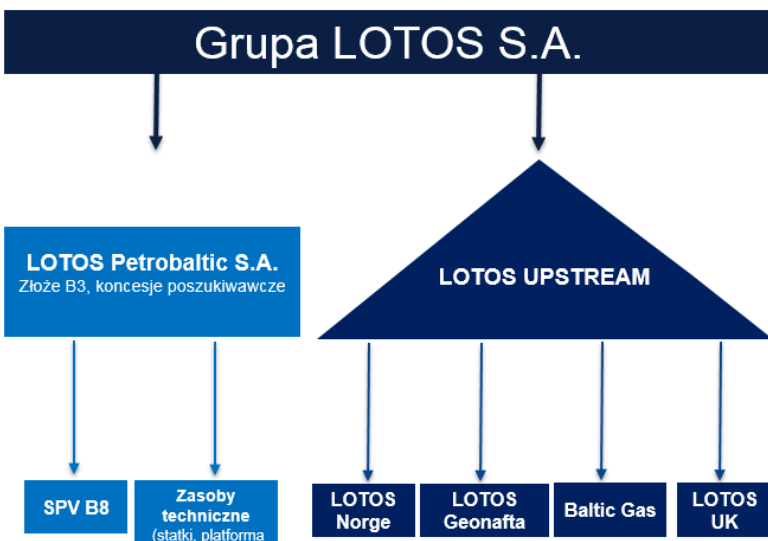 Grupa LOTOS S.A.
LOTOS Petrobaltic S.A.
Złoże B3, koncesje poszukiwawcze
LOTOS UPSTREAM
SPV B8
Zasoby
techniczne
(statki, platforma
LOTOS
Norge
LOTOS
Geonafta
Baltic Gas
LOTOS
UK